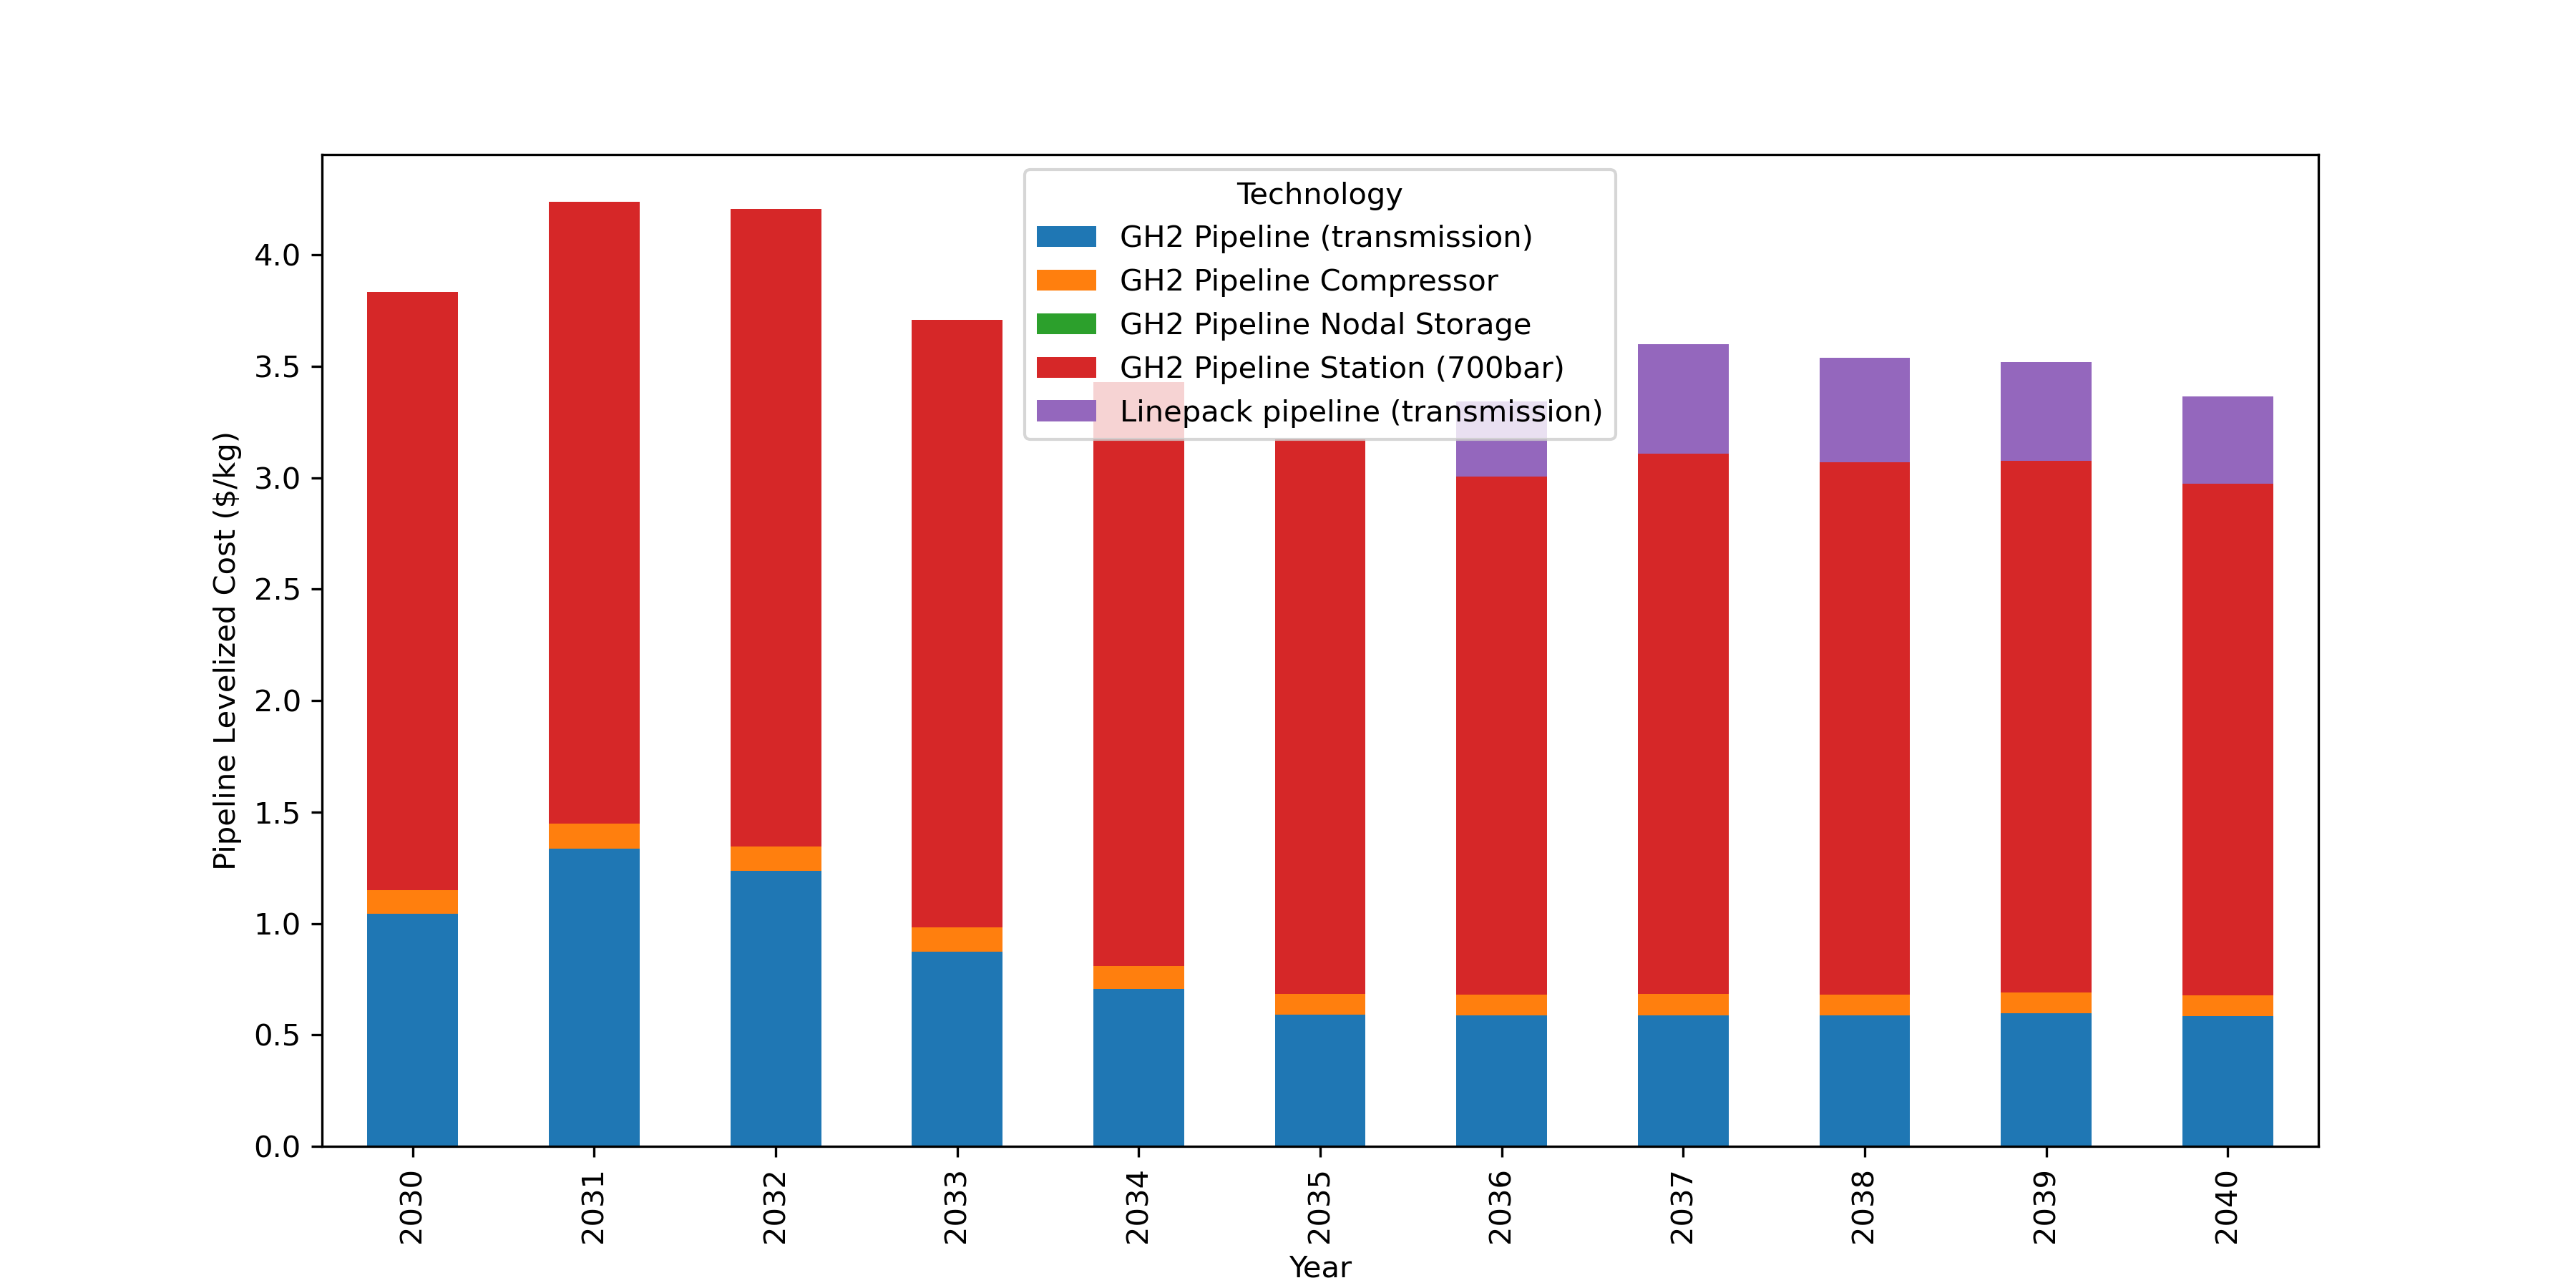 Technology
GH2 Pipeline (transmission)
GH2 Pipeline Compressor
GH2 Pipeline Nodal Storage
GH2 Pipeline Station (700bar)
Linepack pipeline (transmission)
Pipeline Levelized Cost ($/kg)
4.0
3.5
3.0
2.5
2.0
1.5
1.0
0.5
0.0
2030
2031
2032
2033
2034
2035
2036
2037
2038
2039
2040
Year